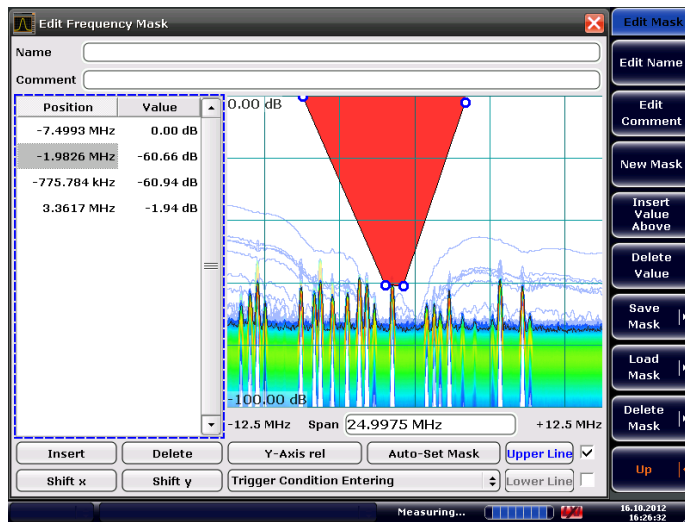 Edit Frequency Mask
Name
Comment
Position Value
-7.4993 MHz 0.00 dB
-1.9826 MHz -60.66 dB
-775.784 kHz -60.94 dB
3.3617 MHz -1.94 dB
0.00 dB
-100.00 dB
-12.5 MHz Span 24.9975 MHz +12.5 MHz
Insert Delete Y-Axis rel Auto-Set Mask Upper Line
Shift x Shift y Trigger Condition Entering Lower Line
Edit Mask
Edit Name
Edit
Comment
New Mask
Insert
Value
Above
Delete
Value
Save
Mask
Load
Mask
Delete
Mask
Up
Measuring...
16.10.2012
16:26:32